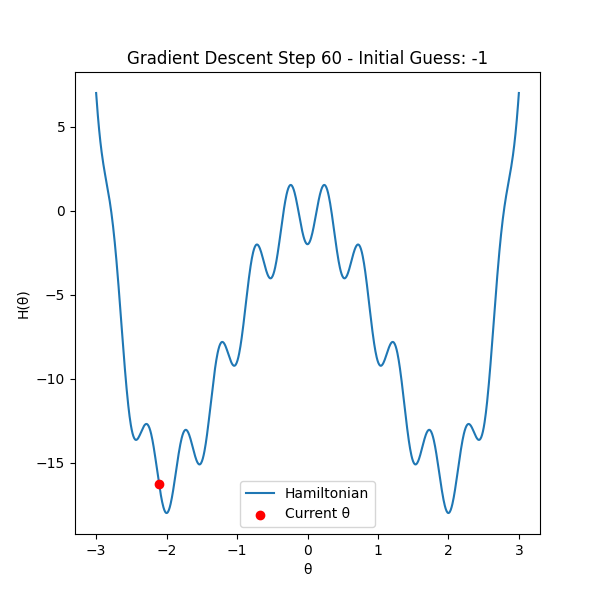 Gradient Descent Step 60 - Initial Guess: -1
H(θ)
5
0
−5
−10
−15
Hamiltonian
Current θ
−3 −2 −1 0 1 2 3
θ